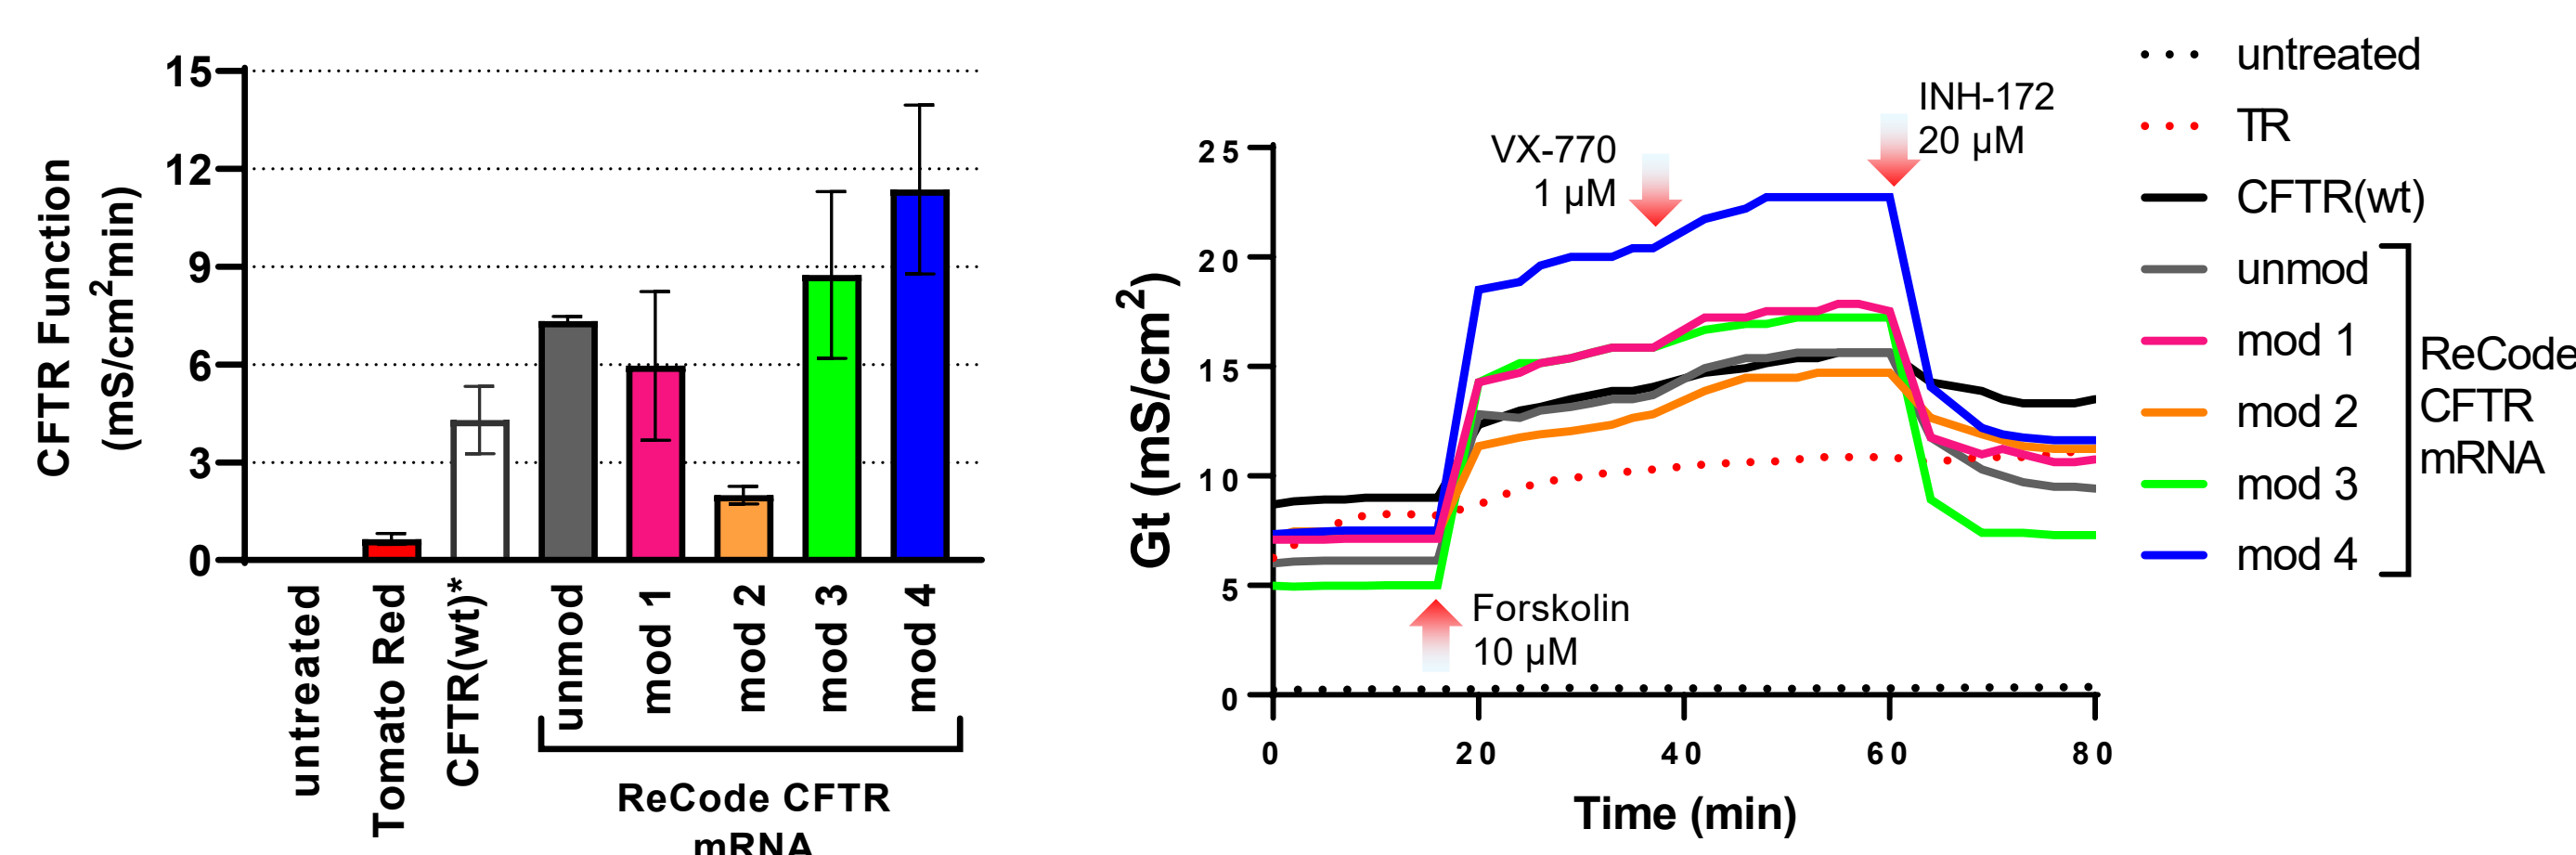 15
12
9
6
3
0
CFTR Function
(mS/cm²min)
untreated
Tomato Red
CFTR(wt)*
unmod
mod 1
mod 2
mod 3
mod 4
ReCode CFTR
mRNA
25
20
15
10
5
0
Gt (mS/cm²)
VX-770
1 µM
INH-172
20 µM
Forskolin
10 µM
0
20
40
60
80
Time (min)
untreated
TR
CFTR(wt)
unmod
mod 1
mod 2
mod 3
mod 4
ReCode
CFTR
mRNA